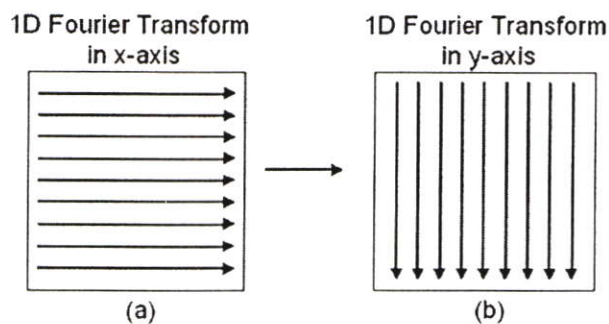 1D Fourier Transform
in x-axis
1D Fourier Transform
in y-axis
(a)
(b)